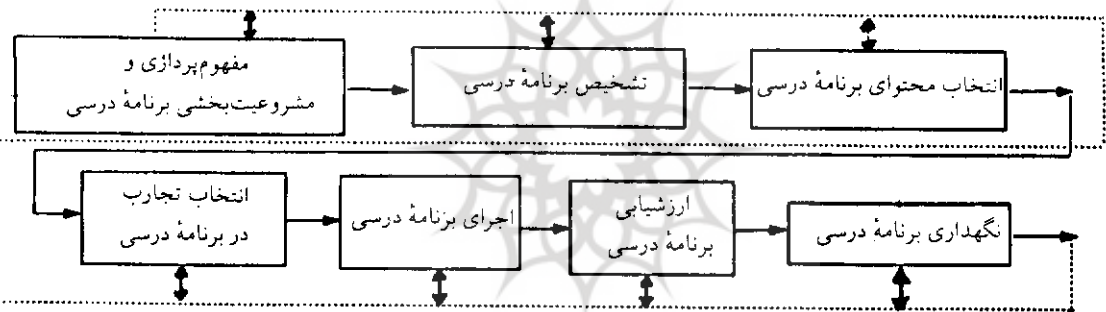 مفهوم‌پردازی و
مشروعیت‌بخشی برنامهٔ درسی
تشخیص برنامهٔ درسی
انتخاب محتوای برنامهٔ درسی
انتخاب تجارب
در برنامهٔ درسی
اجرای برنامهٔ درسی
ارزشیابی
برنامهٔ درسی
نگهداری برنامهٔ درسی